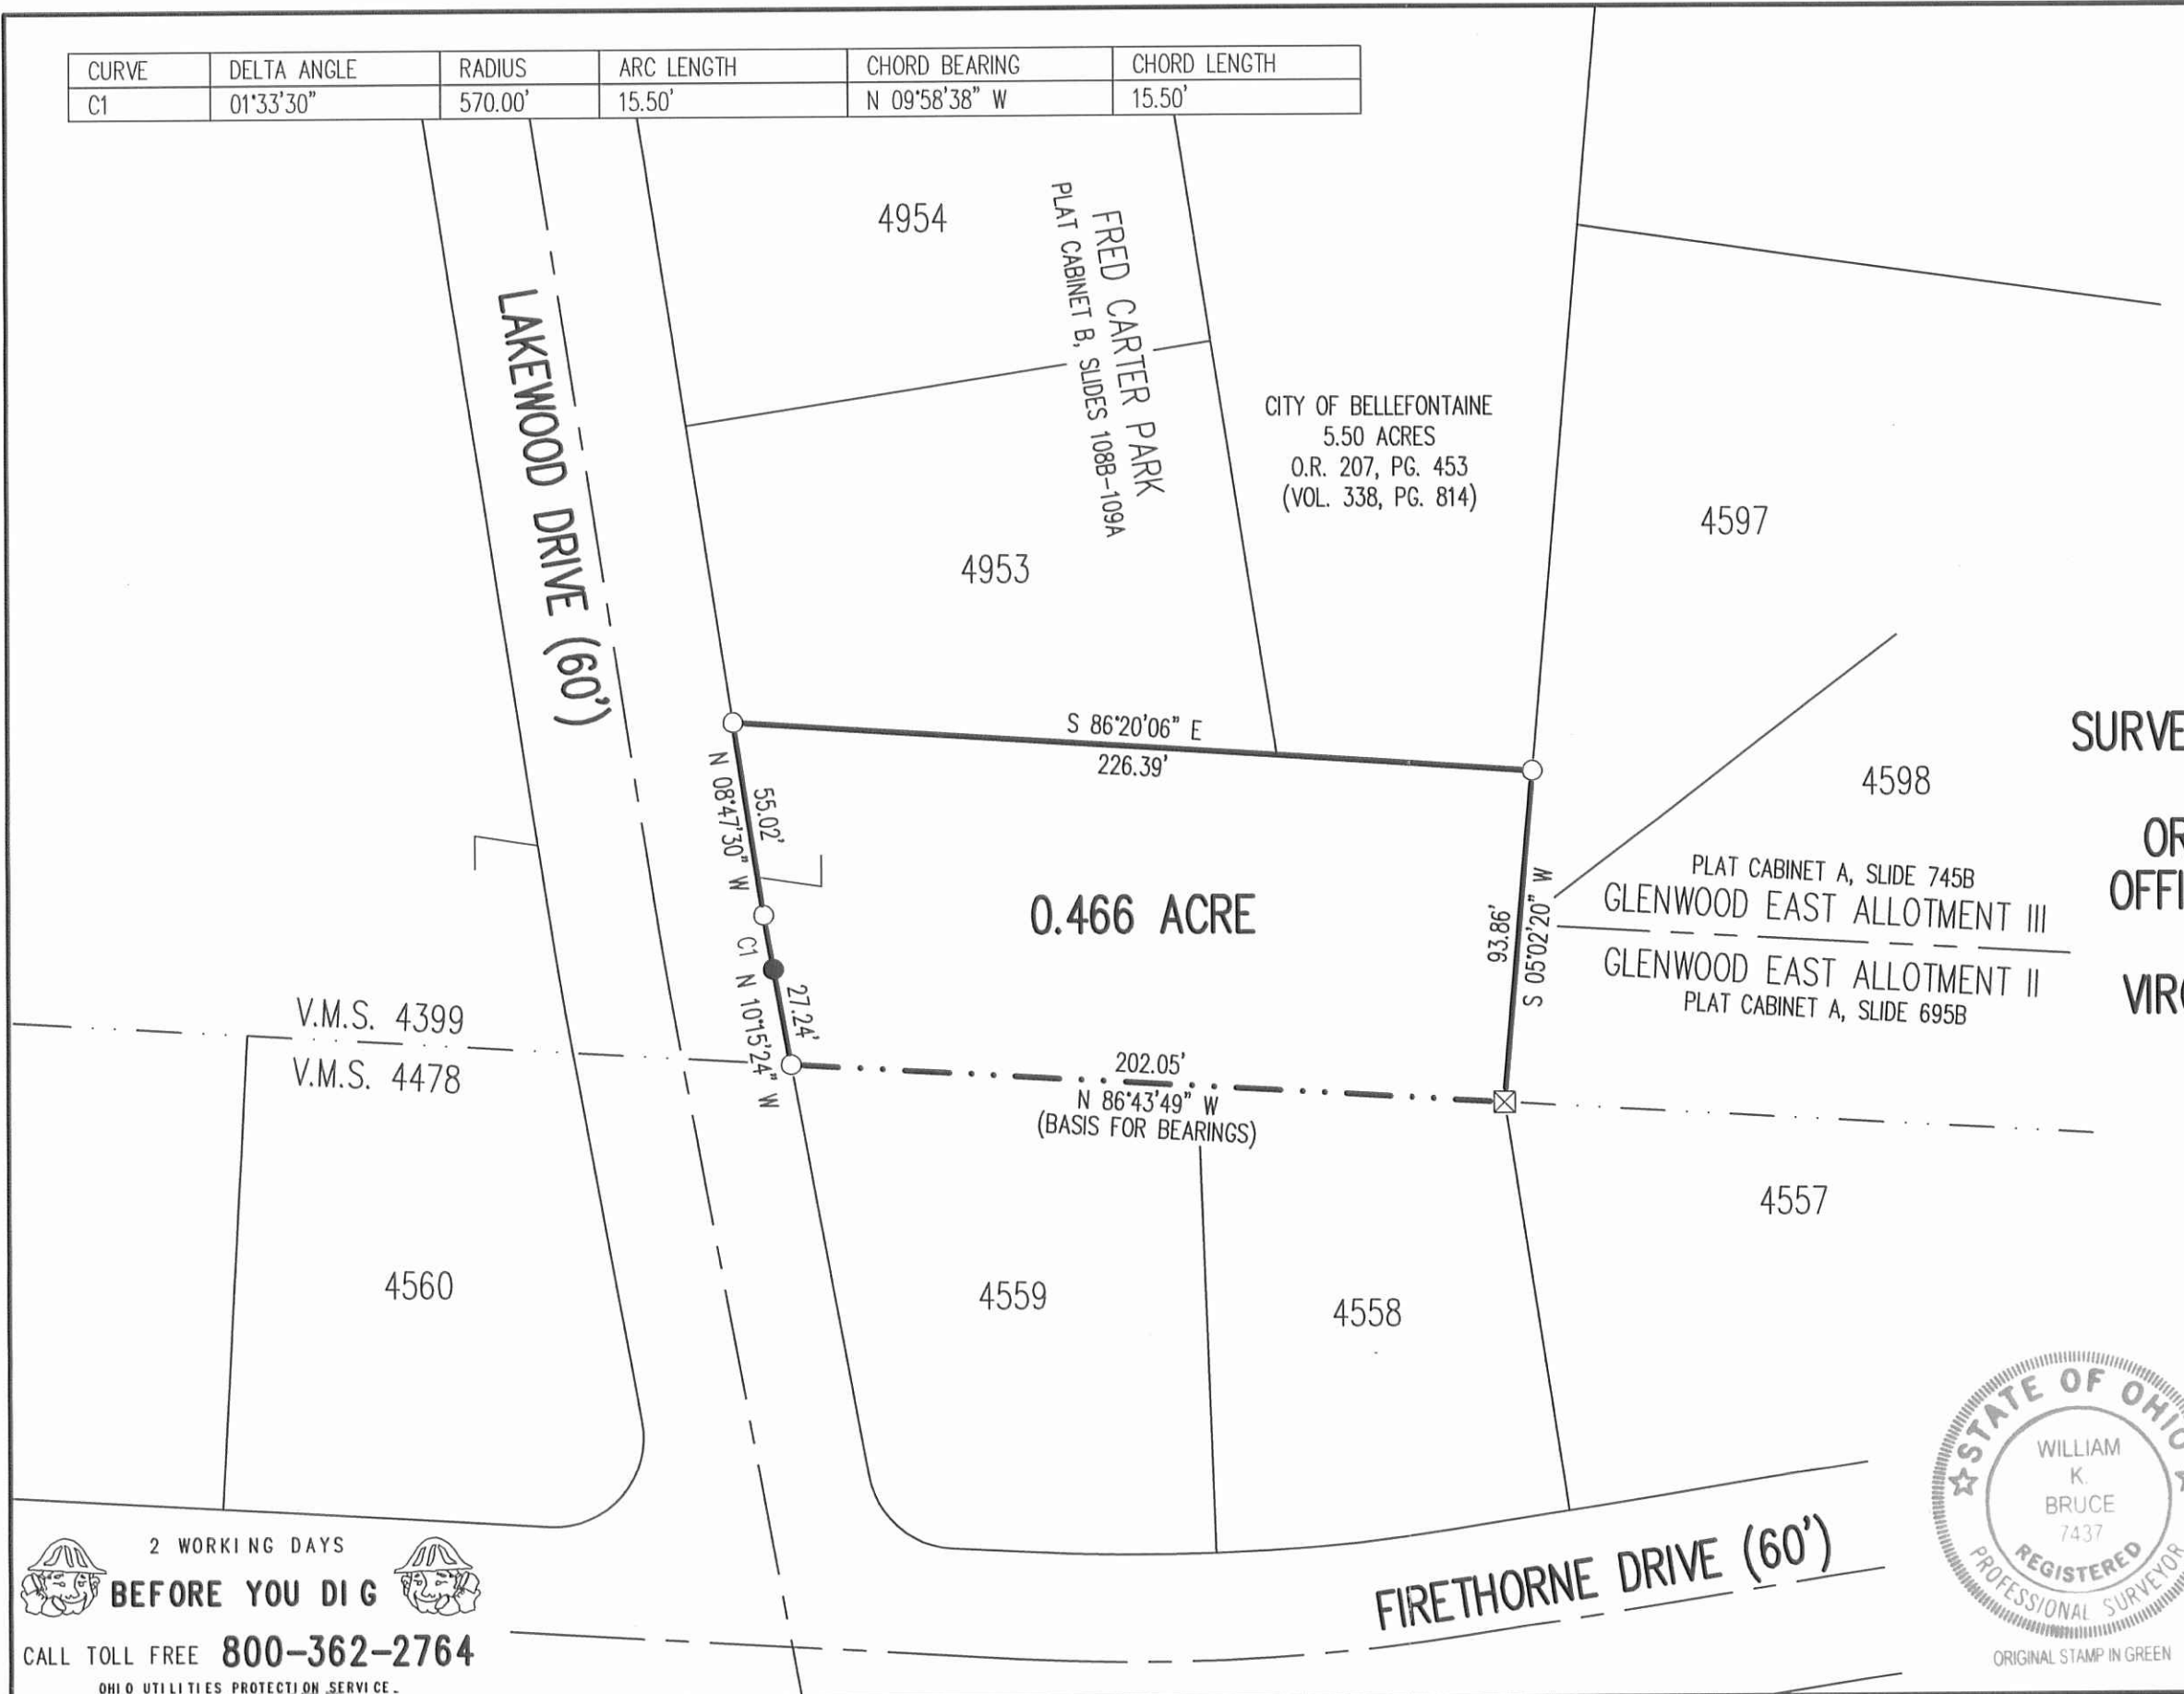 CURVE DELTA ANGLE RADIUS ARC LENGTH CHORD BEARING CHORD LENGTH
C1 01°33'30" 570.00' 15.50' N 09°58'38" W 15.50'
4954
FRED CARTER PARK
PLAT CABINET B, SLIDES 108B-109A
LAKEWOOD DRIVE (60')
CITY OF BELLEFONTAINE
5.50 ACRES
O.R. 207, PG. 453
(VOL. 338, PG. 814)
4597
4953
S 86°20'06" E
226.39'
N 08°47'30" W
55.02'
4598
SURVE
OR
OFFI
VIR
0.466 ACRE
93.86'
S 05°02'20" W
PLAT CABINET A, SLIDE 745B
GLENWOOD EAST ALLOTMENT III
GLENWOOD EAST ALLOTMENT II
PLAT CABINET A, SLIDE 695B
C1
N 10°15'24" W
27.24'
V.M.S. 4399
V.M.S. 4478
202.05'
N 86°43'49" W
(BASIS FOR BEARINGS)
4557
4560
4559
4558
FIRETHORNE DRIVE (60')
2 WORKING DAYS
BEFORE YOU DIG
CALL TOLL FREE 800-362-2764
OHIO UTILITIES PROTECTION SERVICE
STATE OF OHIO
WILLIAM
K.
BRUCE
7437
REGISTERED
PROFESSIONAL SURVEYOR
ORIGINAL STAMP IN GREEN